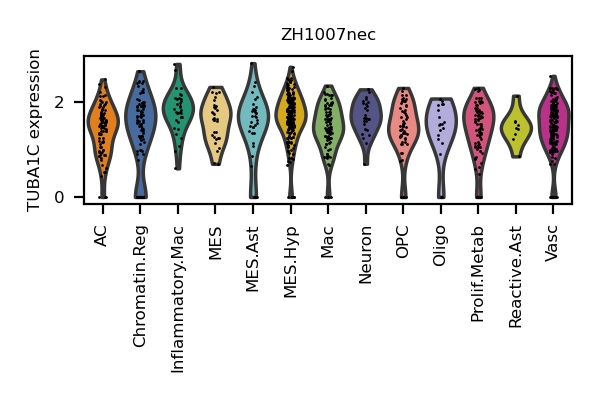 ZH1007nec
TUBA1C expression
2
0
AC
Chromatin.Reg
Inflammatory.Mac
MES
MES.Ast
MES.Hyp
Mac
Neuron
OPC
Oligo
Prolif.Metab
Reactive.Ast
Vasc